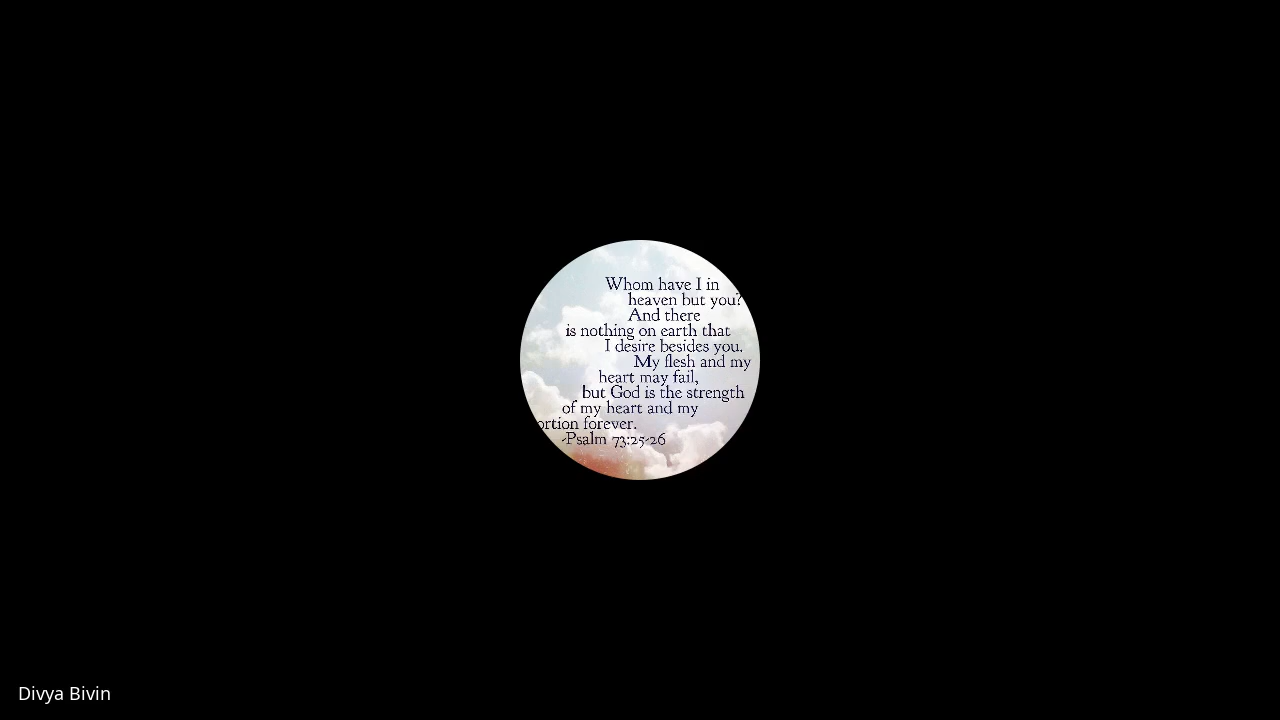 Whom have I in
heaven but you?
And there
is nothing on earth that
I desire besides you.
My flesh and my
heart may fail,
but God is the strength
of my heart and my
ortion forever.
-Psalm 73:25-26
Divya Bivin